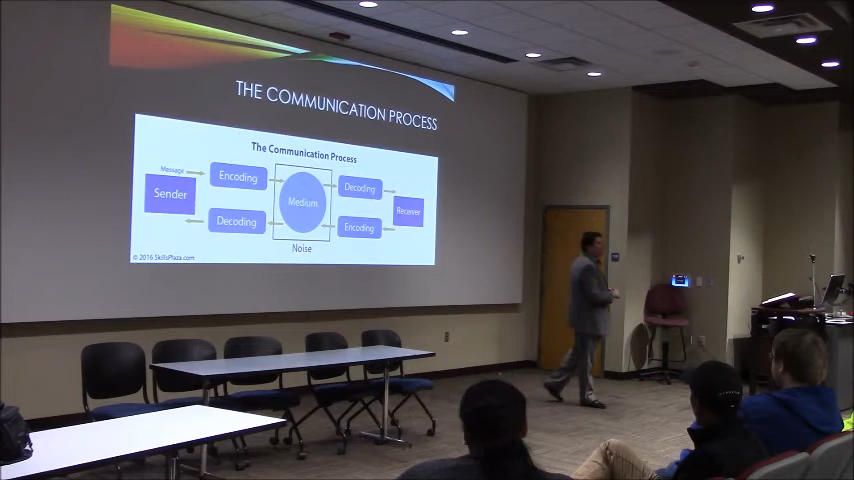 THE COMMUNICATION PROCESS
The Communication Process
Message
Encoding
Decoding
Sender
Medium
Receiver
Decoding
Encoding
Noise
© 2016 SkillsPlaza.com